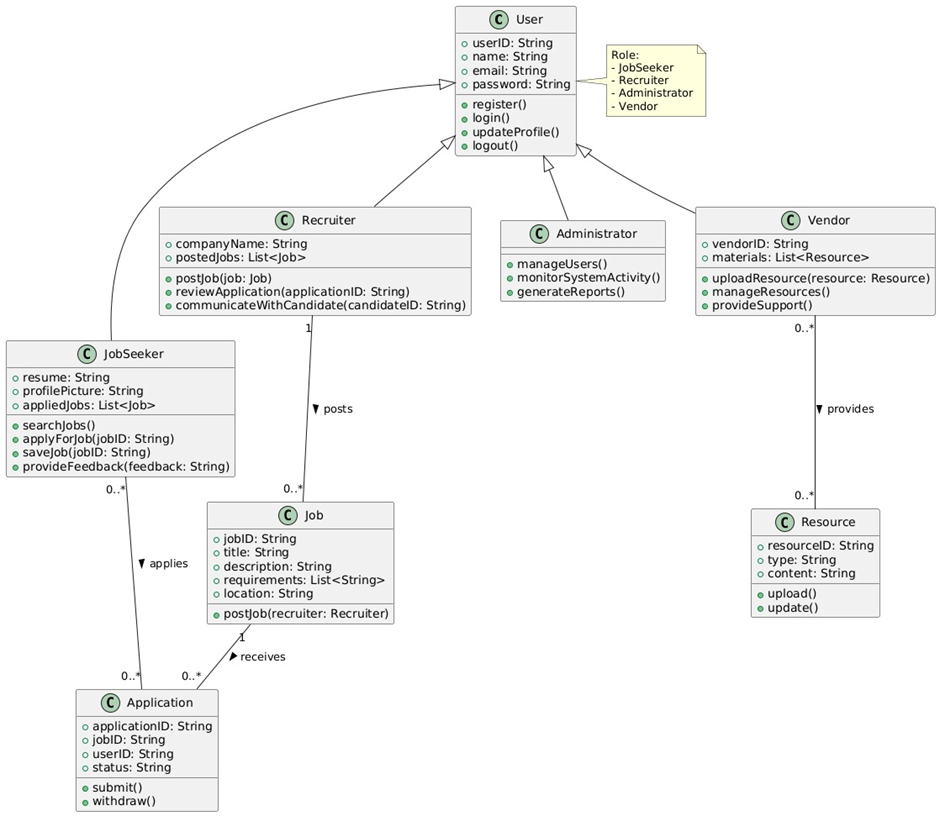 C User
userID: String
name: String
email: String
password: String
register()
login()
updateProfile()
logout()
Role:
- JobSeeker
- Recruiter
- Administrator
- Vendor
C Recruiter
companyName: String
postedJobs: List<Job>
postJob(job: Job)
reviewApplication(applicationID: String)
communicateWithCandidate(candidateID: String)
C Administrator
manageUsers()
monitorSystemActivity()
generateReports()
C Vendor
vendorID: String
materials: List<Resource>
uploadResource(resource: Resource)
manageResources()
provideSupport()
1
0..*
C JobSeeker
resume: String
profilePicture: String
appliedJobs: List<Job>
searchJobs()
applyForJob(jobID: String)
saveJob(jobID: String)
provideFeedback(feedback: String)
posts
provides
0..*
0..*
0..*
C Job
jobID: String
title: String
description: String
requirements: List<String>
location: String
postJob(recruiter: Recruiter)
C Resource
resourceID: String
type: String
content: String
upload()
update()
applies
1
receives
0..*
0..*
C Application
applicationID: String
jobID: String
userID: String
status: String
submit()
withdraw()